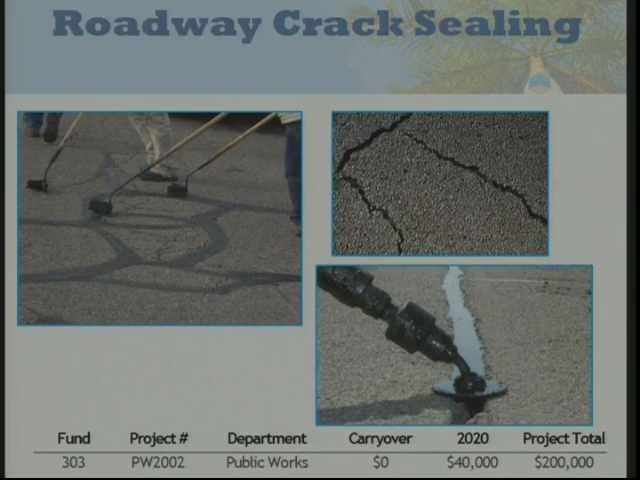 Roadway Crack Sealing
Fund Project # Department Carryover 2020 Project Total
303 PW2002 Public Works $0 $40,000 $200,000